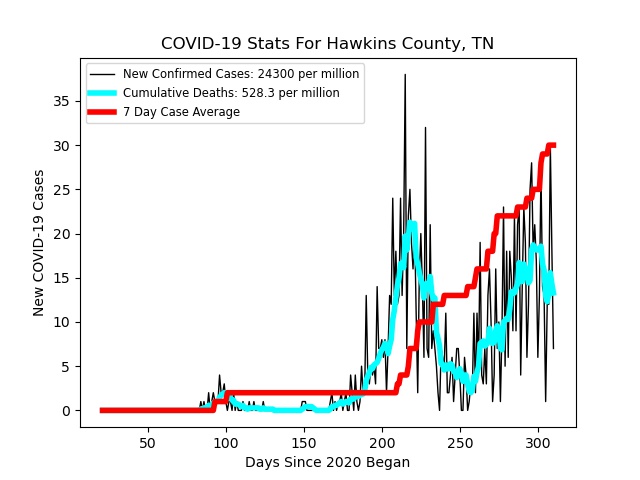 COVID-19 Stats For Hawkins County, TN
New Confirmed Cases: 24300 per million
Cumulative Deaths: 528.3 per million
7 Day Case Average
New COVID-19 Cases
35
30
25
20
15
10
5
0
50 100 150 200 250 300
Days Since 2020 Began